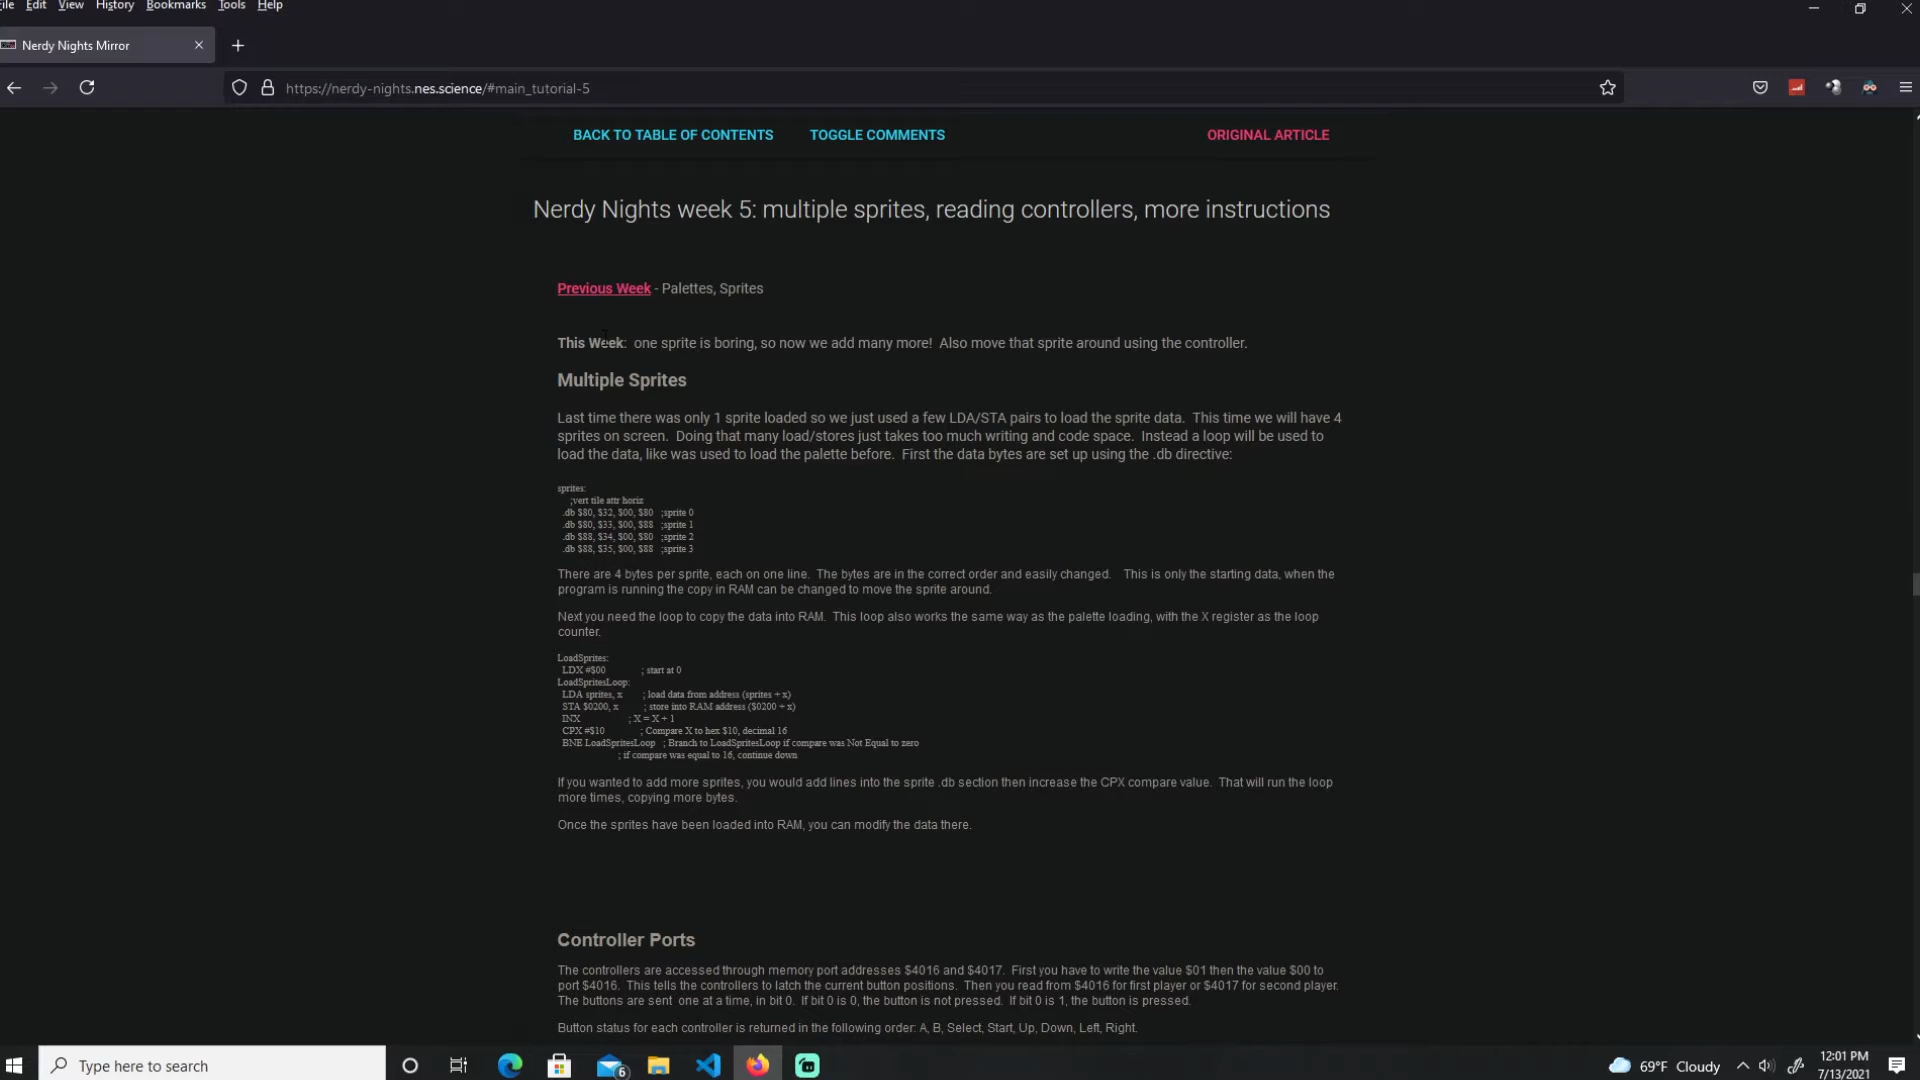 ile Edit View History Bookmarks Tools Help
Nerdy Nights Mirror
https://nerdy-nights.nes.science/#main_tutorial-5
BACK TO TABLE OF CONTENTS TOGGLE COMMENTS ORIGINAL ARTICLE
Nerdy Nights week 5: multiple sprites, reading controllers, more instructions
Previous Week - Palettes, Sprites
This Week: one sprite is boring, so now we add many more! Also move that sprite around using the controller.
Multiple Sprites
Last time there was only 1 sprite loaded so we just used a few LDA/STA pairs to load the sprite data. This time we will have 4
sprites on screen. Doing that many load/stores just takes too much writing and code space. Instead a loop will be used to
load the data, like was used to load the palette before. First the data bytes are set up using the .db directive:
sprites:
;vert tile attr horiz
.db $80, $32, $00, $80 ;sprite 0
.db $80, $33, $00, $88 ;sprite 1
.db $88, $34, $00, $80 ;sprite 2
.db $88, $35, $00, $88 ;sprite 3
There are 4 bytes per sprite, each on one line. The bytes are in the correct order and easily changed. This is only the starting data, when the
program is running the copy in RAM can be changed to move the sprite around.
Next you need the loop to copy the data into RAM. This loop also works the same way as the palette loading, with the X register as the loop
counter.
LoadSprites:
LDX #$00 ; start at 0
LoadSpritesLoop:
LDA sprites, x ; load data from address (sprites + x)
STA $0200, x ; store into RAM address ($0200 + x)
INX ; X = X + 1
CPX #$10 ; Compare X to hex $10, decimal 16
BNE LoadSpritesLoop ; Branch to LoadSpritesLoop if compare was Not Equal to zero
; if compare was equal to 16, continue down
If you wanted to add more sprites, you would add lines into the sprite .db section then increase the CPX compare value. That will run the loop
more times, copying more bytes.
Once the sprites have been loaded into RAM, you can modify the data there.
Controller Ports
The controllers are accessed through memory port addresses $4016 and $4017. First you have to write the value $01 then the value $00 to
port $4016. This tells the controllers to latch the current button positions. Then you read from $4016 for first player or $4017 for second player.
The buttons are sent one at a time, in bit 0. If bit 0 is 0, the button is not pressed. If bit 0 is 1, the button is pressed.
Button status for each controller is returned in the following order: A, B, Select, Start, Up, Down, Left, Right.
Type here to search
6
69°F Cloudy
12:01 PM
7/13/2021